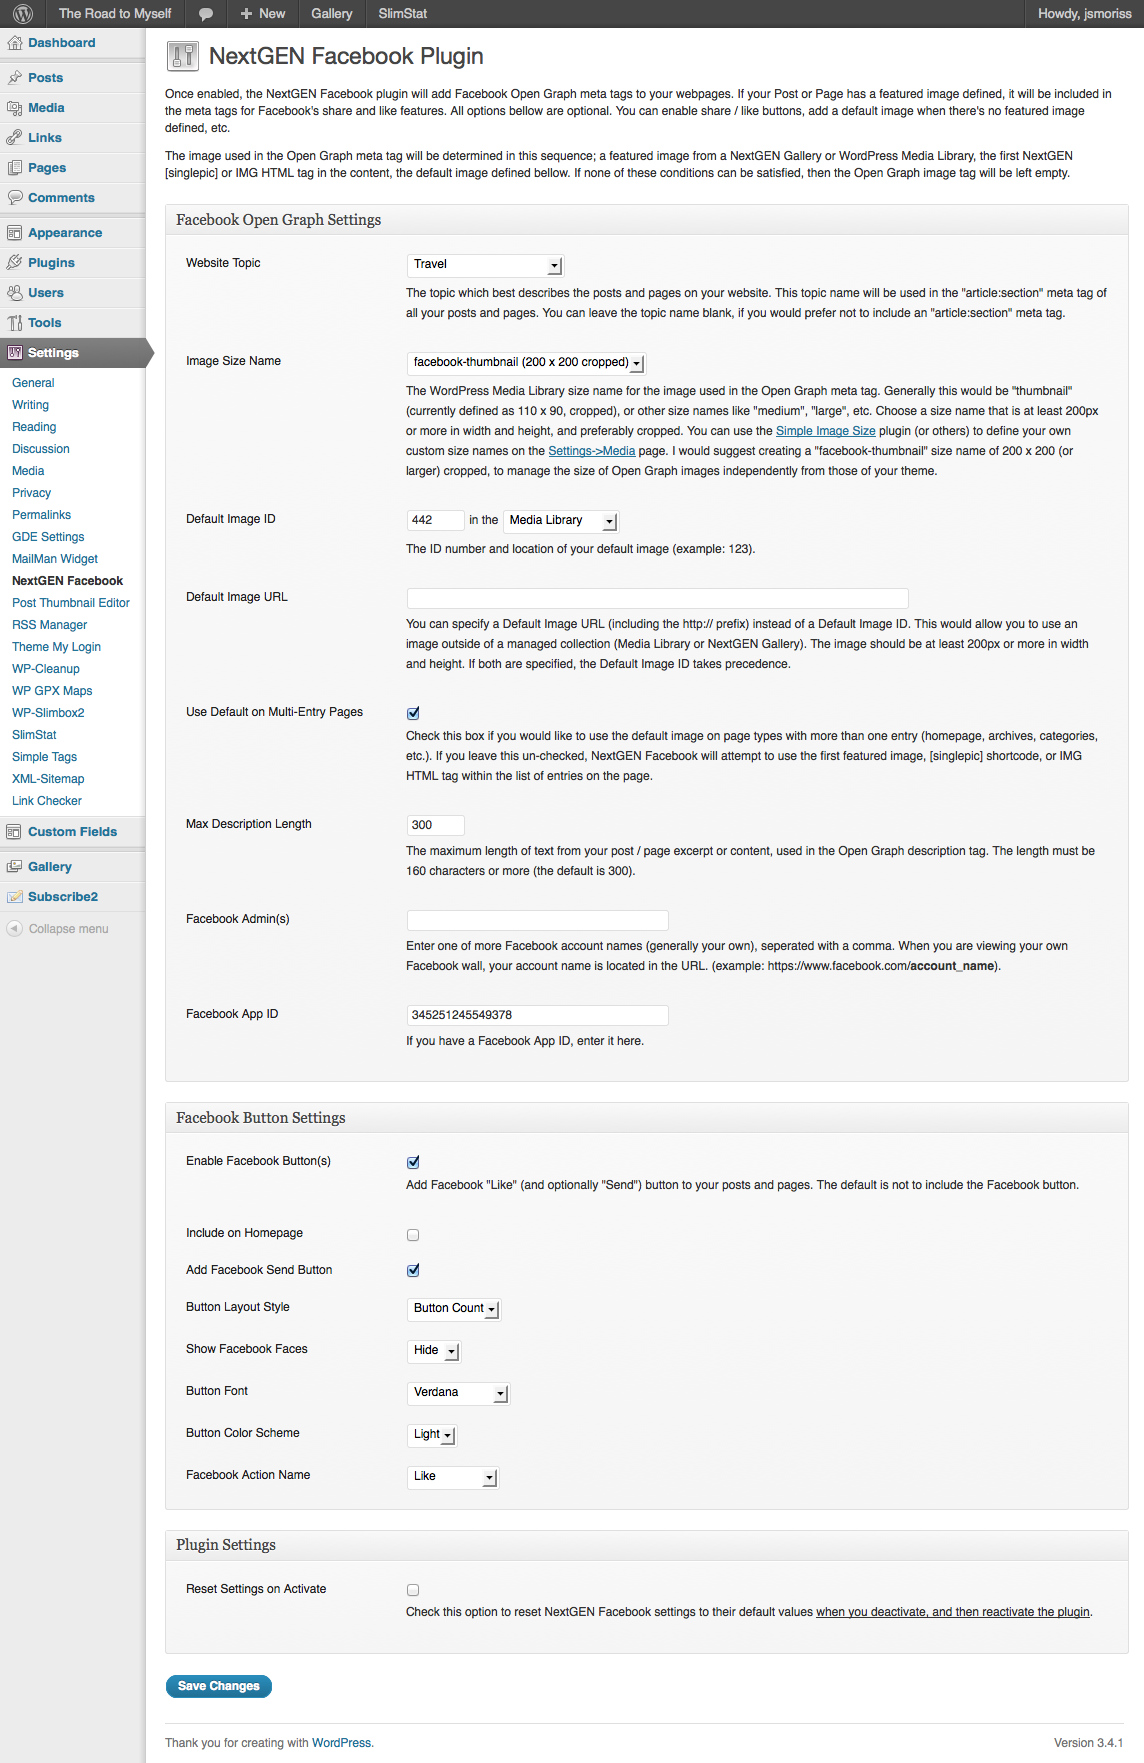 The Road to Myself
New
Gallery
SlimStat
Howdy, jsmoriss
Dashboard
Posts
Media
Links
Pages
Comments
Appearance
Plugins
Users
Tools
Settings
General
Writing
Reading
Discussion
Media
Privacy
Permalinks
GDE Settings
MailMan Widget
NextGEN Facebook
Post Thumbnail Editor
RSS Manager
Theme My Login
WP-Cleanup
WP GPX Maps
WP-Slimbox2
SlimStat
Simple Tags
XML-Sitemap
Link Checker
Custom Fields
Gallery
Subscribe2
Collapse menu
NextGEN Facebook Plugin
Once enabled, the NextGEN Facebook plugin will add Facebook Open Graph meta tags to your webpages. If your Post or Page has a featured image defined, it will be included in
the meta tags for Facebook's share and like features. All options bellow are optional. You can enable share / like buttons, add a default image when there's no featured image
defined, etc.
The image used in the Open Graph meta tag will be determined in this sequence; a featured image from a NextGEN Gallery or WordPress Media Library, the first NextGEN
[singlepic] or IMG HTML tag in the content, the default image defined bellow. If none of these conditions can be satisfied, then the Open Graph image tag will be left empty.
Facebook Open Graph Settings
Website Topic
Travel
The topic which best describes the posts and pages on your website. This topic name will be used in the "article:section" meta tag of
all your posts and pages. You can leave the topic name blank, if you would prefer not to include an "article:section" meta tag.
Image Size Name
facebook-thumbnail (200 x 200 cropped)
The WordPress Media Library size name for the image used in the Open Graph meta tag. Generally this would be "thumbnail"
(currently defined as 110 x 90, cropped), or other size names like "medium", "large", etc. Choose a size name that is at least 200px
or more in width and height, and preferably cropped. You can use the Simple Image Size plugin (or others) to define your own
custom size names on the Settings->Media page. I would suggest creating a "facebook-thumbnail" size name of 200 x 200 (or
larger) cropped, to manage the size of Open Graph images independently from those of your theme.
Default Image ID
442 in the Media Library
The ID number and location of your default image (example: 123).
Default Image URL
You can specify a Default Image URL (including the http:// prefix) instead of a Default Image ID. This would allow you to use an
image outside of a managed collection (Media Library or NextGEN Gallery). The image should be at least 200px or more in width
and height. If both are specified, the Default Image ID takes precedence.
Use Default on Multi-Entry Pages
Check this box if you would like to use the default image on page types with more than one entry (homepage, archives, categories,
etc.). If you leave this un-checked, NextGEN Facebook will attempt to use the first featured image, [singlepic] shortcode, or IMG
HTML tag within the list of entries on the page.
Max Description Length
300
The maximum length of text from your post / page excerpt or content, used in the Open Graph description tag. The length must be
160 characters or more (the default is 300).
Facebook Admin(s)
Enter one of more Facebook account names (generally your own), seperated with a comma. When you are viewing your own
Facebook wall, your account name is located in the URL. (example: https://www.facebook.com/account_name).
Facebook App ID
345251245549378
If you have a Facebook App ID, enter it here.
Facebook Button Settings
Enable Facebook Button(s)
Add Facebook "Like" (and optionally "Send") button to your posts and pages. The default is not to include the Facebook button.
Include on Homepage
Add Facebook Send Button
Button Layout Style
Button Count
Show Facebook Faces
Hide
Button Font
Verdana
Button Color Scheme
Light
Facebook Action Name
Like
Plugin Settings
Reset Settings on Activate
Check this option to reset NextGEN Facebook settings to their default values when you deactivate, and then reactivate the plugin.
Save Changes
Thank you for creating with WordPress.
Version 3.4.1